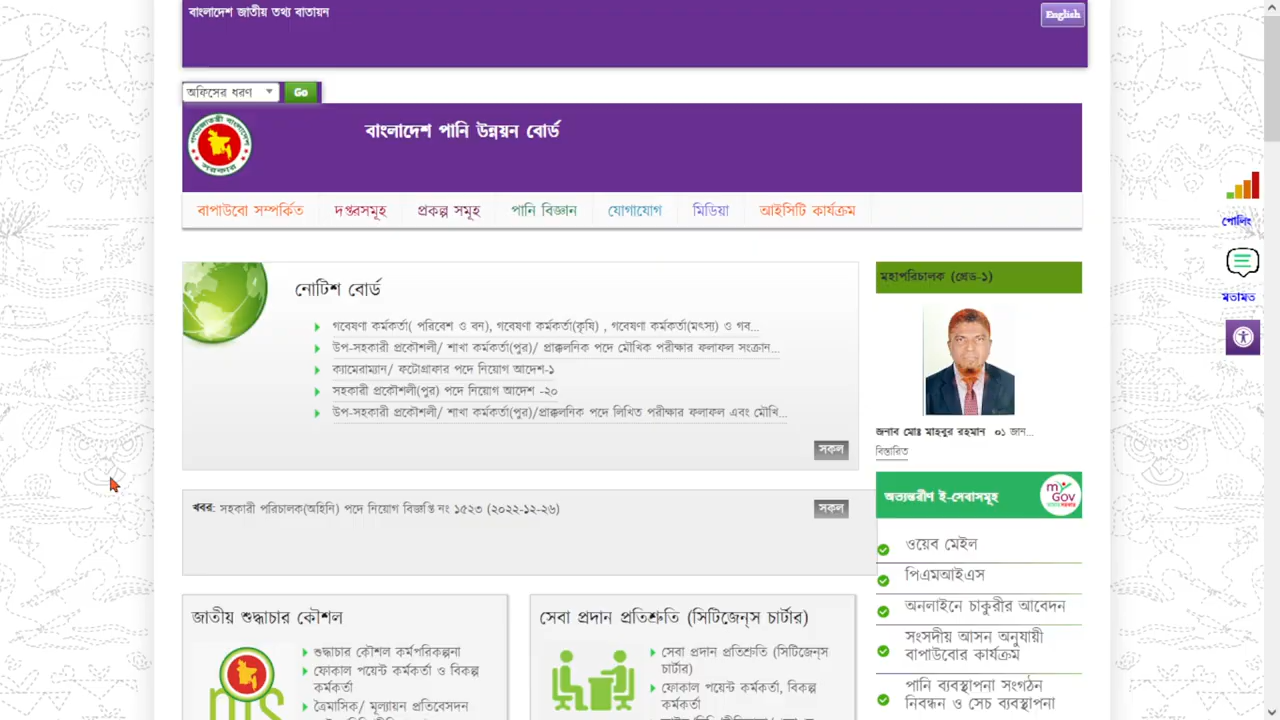 বাংলাদেশ জাতীয় তথ্য বাতায়ন
English
অফিসের ধরণ
Go
বাংলাদেশ পানি উন্নয়ন বোর্ড
বাপাউবো সম্পর্কিত দপ্তরসমূহ প্রকল্প সমূহ পানি বিজ্ঞান যোগাযোগ মিডিয়া আইসিটি কার্যক্রম
পোলিং
মতামত
নোটিশ বোর্ড
গবেষণা কর্মকর্তা( পরিবেশ ও বন), গবেষণা কর্মকর্তা(কৃষি) , গবেষণা কর্মকর্তা(মৎস্য) ও গব...
উপ-সহকারী প্রকৌশলী/ শাখা কর্মকর্তা(পুর)/ প্রাক্কলনিক পদে মৌখিক পরীক্ষার ফলাফল সংক্রান...
ক্যামেরাম্যান/ ফটোগ্রাফার পদে নিয়োগ আদেশ-১
সহকারী প্রকৌশলী(পুর) পদে নিয়োগ আদেশ -২০
উপ-সহকারী প্রকৌশলী/ শাখা কর্মকর্তা(পুর)/প্রাক্কলনিক পদে লিখিত পরীক্ষার ফলাফল এবং মৌখি...
সকল
খবর: সহকারী পরিচালক(অহিনি) পদে নিয়োগ বিজ্ঞপ্তি নং ১৫২৩ (২০২২-১২-২৬)
সকল
জাতীয় শুদ্ধাচার কৌশল
শুদ্ধাচার কৌশল কর্মপরিকল্পনা
ফোকাল পয়েন্ট কর্মকর্তা ও বিকল্প
কর্মকর্তা
ত্রৈমাসিক/ মূল্যায়ন প্রতিবেদন
সেবা প্রদান প্রতিশ্রুতি (সিটিজেন্স চার্টার)
সেবা প্রদান প্রতিশ্রুতি (সিটিজেন্স
চার্টার)
ফোকাল পয়েন্ট কর্মকর্তা, বিকল্প
কর্মকর্তা
মহাপরিচালক (গ্রেড-১)
জনাব মোঃ মাহবুর রহমান ০১ জান...
বিস্তারিত
অভ্যন্তরীণ ই-সেবাসমূহ
my Gov
ওয়েব মেইল
পিএমআইএস
অনলাইনে চাকুরীর আবেদন
সংসদীয় আসন অনুযায়ী
বাপাউবোর কার্যক্রম
পানি ব্যবস্থাপনা সংগঠন
নিবন্ধন ও সেচ ব্যবস্থাপনা